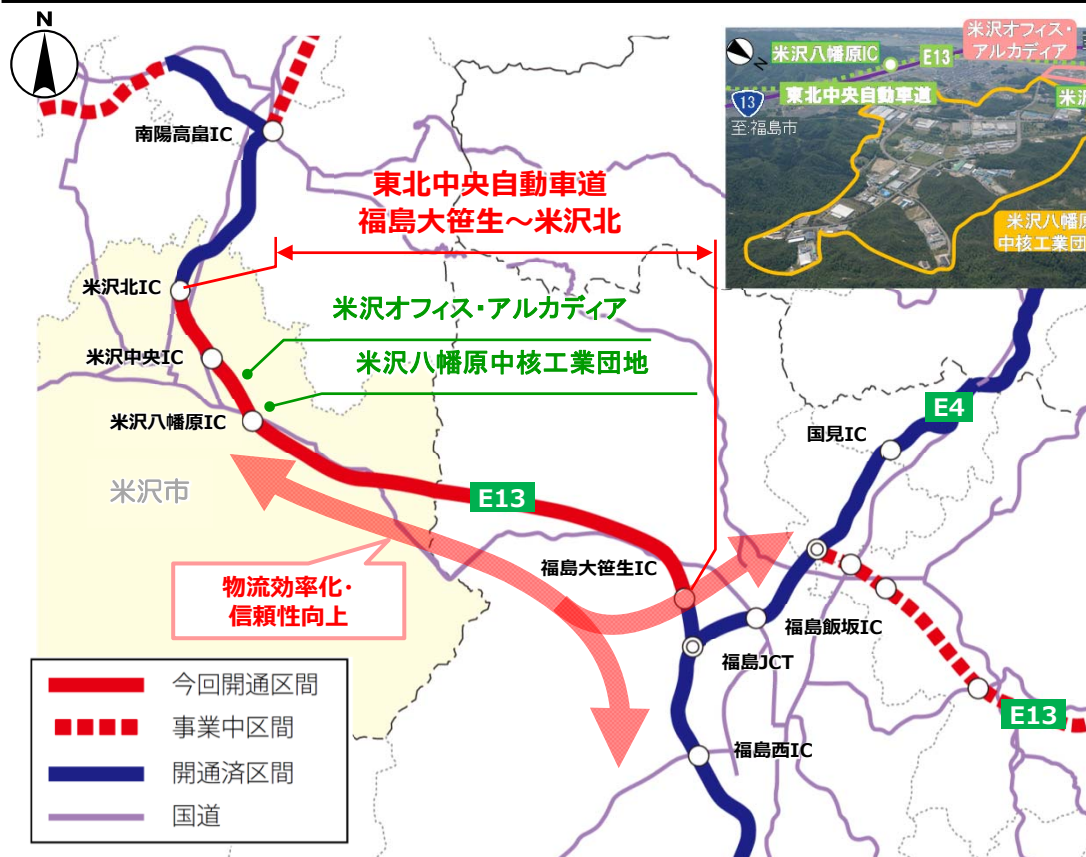 N
南陽高畠IC
東北中央自動車道
福島大笹生～米沢北
米沢北IC
米沢オフィス・アルカディア
米沢中央IC
米沢八幡原中核工業団地
米沢八幡原IC
米沢市
E13
E4
国見IC
福島大笹生IC
物流効率化・
信頼性向上
福島飯坂IC
福島JCT
E13
福島西IC
今回開通区間
事業中区間
開通済区間
国道
米沢オフィス・
アルカディア
米沢八幡原IC
E13
N
東北中央自動車道
13
至:福島市
米沢
米沢八幡原
中核工業団